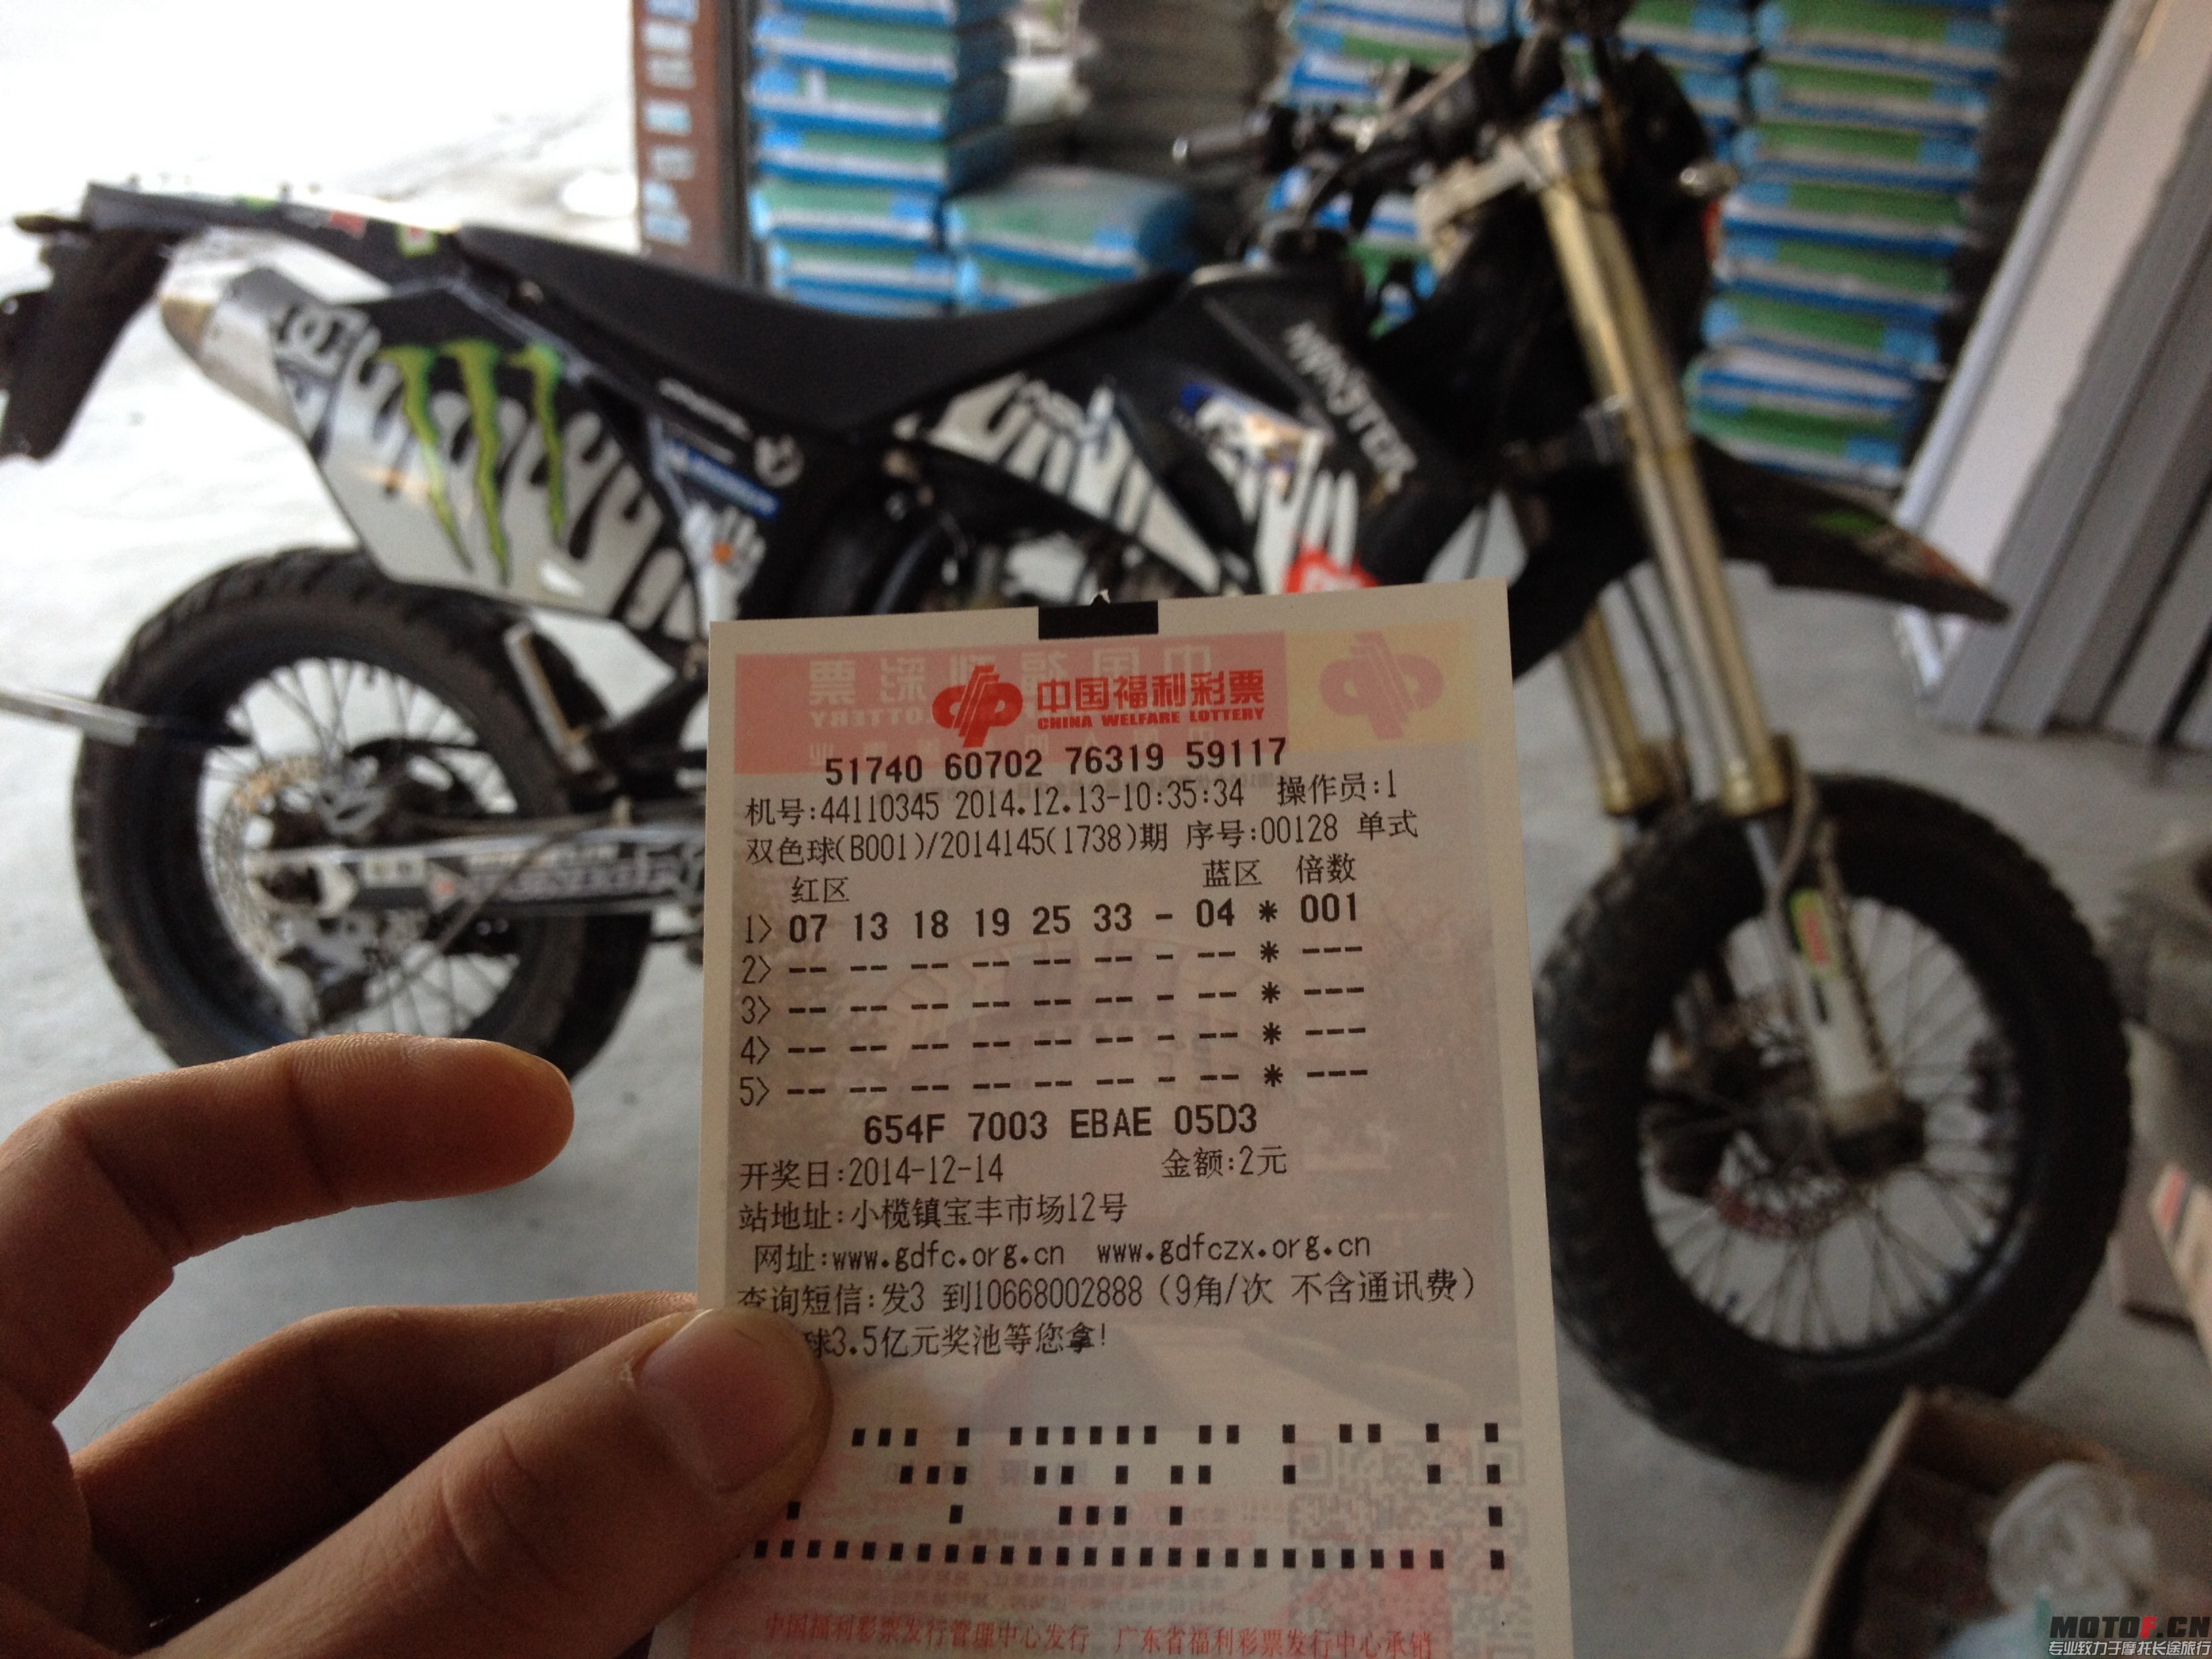 MONSTER
中国福利彩票
CHINA WELFARE LOTTERY
51740 60702 76319 59117
机号:44110345 2014.12.13-10:35:34 操作员:1
双色球(B001)/2014145(1738)期 序号:00128 单式
红区 蓝区 倍数
1> 07 13 18 19 25 33 - 04 * 001
2> -- -- -- -- -- -- - -- * ---
3> -- -- -- -- -- -- - -- * ---
4> -- -- -- -- -- -- - -- * ---
5> -- -- -- -- -- -- - -- * ---
654F 7003 EBAE 05D3
开奖日:2014-12-14 金额:2元
站地址:小榄镇宝丰市场12号
网址:www.gdfc.org.cn www.gdfczx.org.cn
查询短信:发3 到10668002888（9角/次 不含通讯费）
球3.5亿元奖池等您拿!
中国福利彩票发行管理中心发行 广东省福利彩票发行中心承销
MOTOF.CN
专业致力于摩托长途旅行